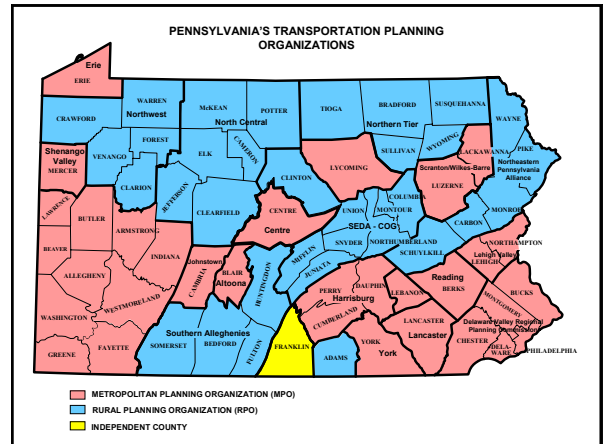 PENNSYLVANIA'S TRANSPORTATION PLANNING
ORGANIZATIONS
Erie
ERIE
CRAWFORD
WARREN
Northwest
McKEAN
POTTER
North Central
TIOGA
BRADFORD
Northern Tier
SUSQUEHANNA
WAYNE
FOREST
VENANGO
ELK
CAMERON
SULLIVAN
WYOMING
LACKAWANNA
PIKE
Shenango
Valley
MERCER
CLARION
JEFFERSON
CLINTON
LYCOMING
Scranton/Wilkes-Barre
LUZERNE
Northeastern
Pennsylvania
Alliance
LAWRENCE
BUTLER
ARMSTRONG
CLEARFIELD
CENTRE
Centre
UNION
COLUMBIA
MONTOUR
SEDA - COG
CARBON
MONROE
BEAVER
INDIANA
Johnstown
CAMBRIA
BLAIR
Altoona
HUNTINGDON
MIFFLIN
SNYDER
JUNIATA
NORTHUMBERLAND
SCHUYLKILL
NORTHAMPTON
Lehigh Valley
LEHIGH
ALLEGHENY
WESTMORELAND
PERRY
DAUPHIN
Harrisburg
LEBANON
Reading
BERKS
BUCKS
MONTGOMERY
WASHINGTON
CUMBERLAND
LANCASTER
Lancaster
Delaware Valley Regional
Planning Commission
CHESTER
DELA-
WARE
PHILADELPHIA
GREENE
FAYETTE
Southern Alleghenies
SOMERSET
BEDFORD
FULTON
FRANKLIN
ADAMS
YORK
York
METROPOLITAN PLANNING ORGANIZATION (MPO)
RURAL PLANNING ORGANIZATION (RPO)
INDEPENDENT COUNTY